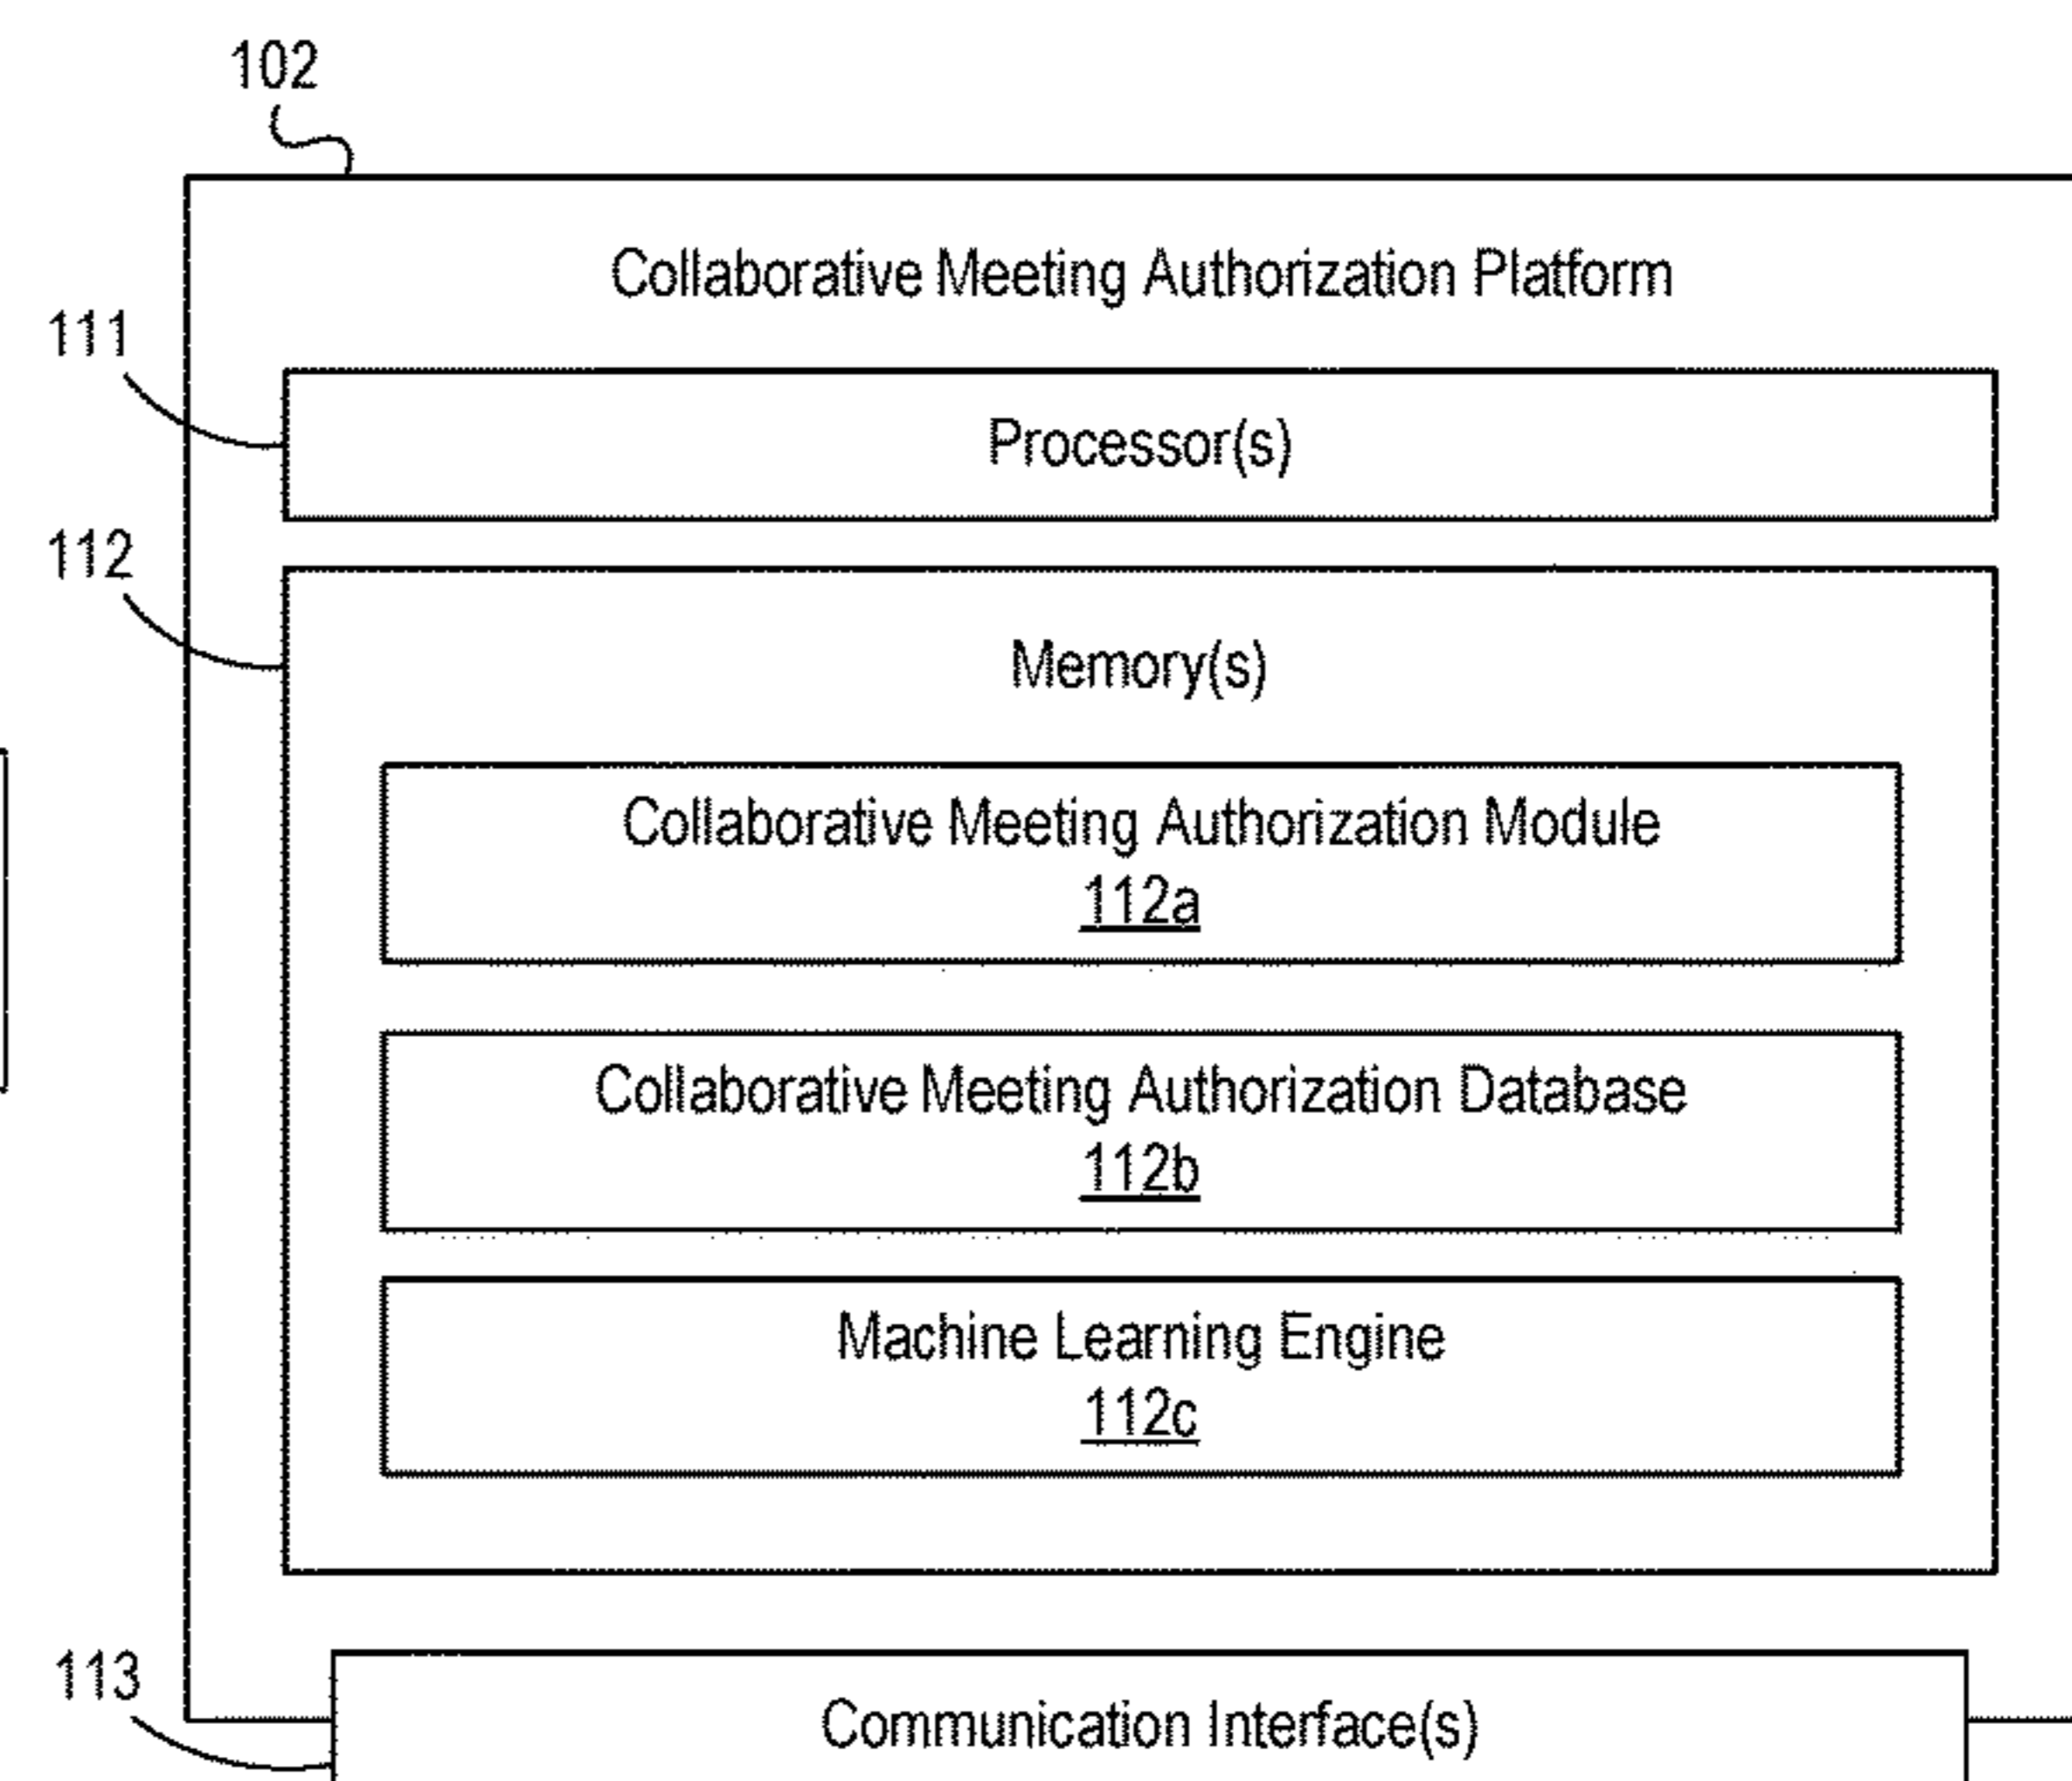 102
Collaborative Meeting Authorization Platform
111
Processor(s)
112
Memory(s)
Collaborative Meeting Authorization Module
112a
Collaborative Meeting Authorization Database
112b
Machine Learning Engine
112c
113
Communication Interface(s)